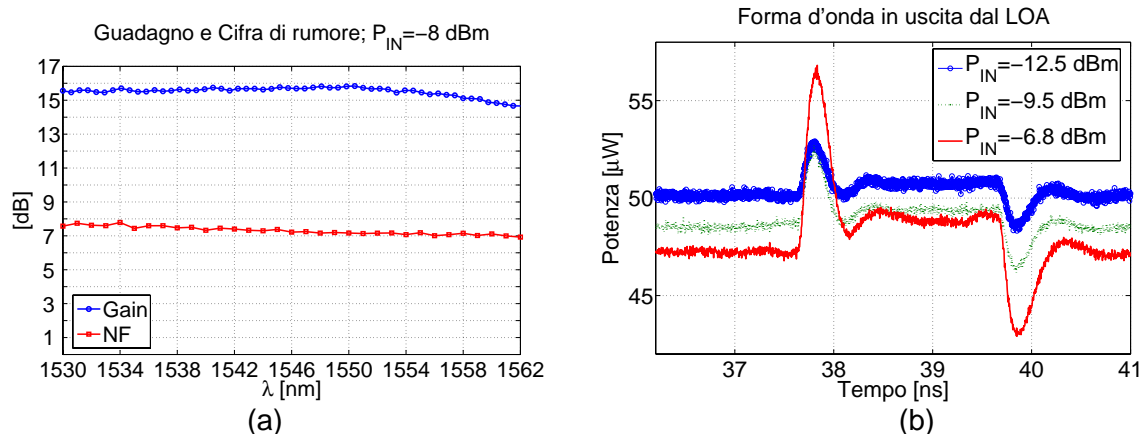 Guadagno e Cifra di rumore; P_IN=−8 dBm
17
15
13
11
9
7
5
3
1
[dB]
Gain
NF
1530 1534 1538 1542 1546 1550 1554 1558 1562
λ [nm]
(a)
Forma d'onda in uscita dal LOA
P_IN=−12.5 dBm
P_IN=−9.5 dBm
P_IN=−6.8 dBm
55
50
45
Potenza [μW]
37 38 39 40 41
Tempo [ns]
(b)